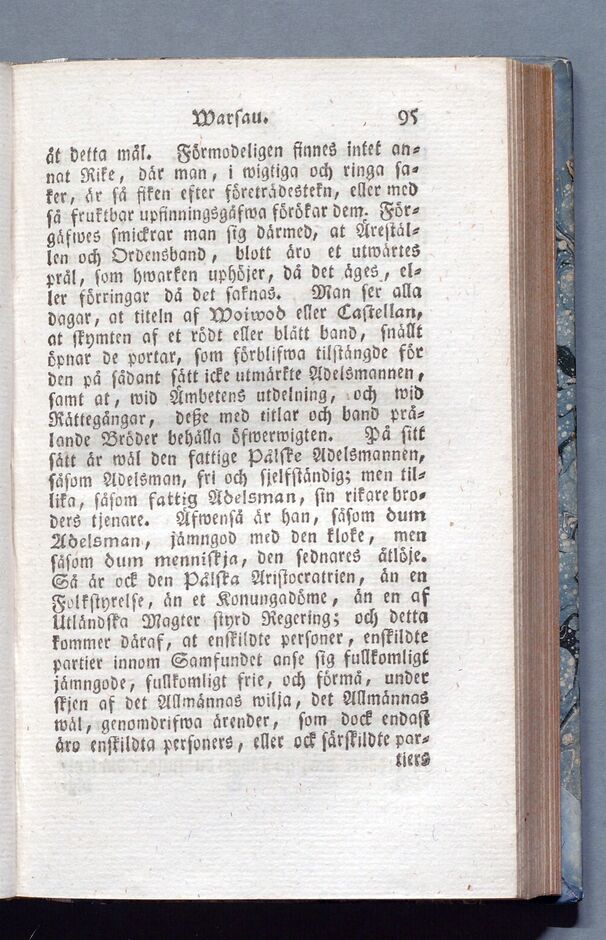 Warsau. 95
åt detta mål. Förmodeligen finnes intet an=
nat Rike, där man, i wigtiga och ringa sa=
ker, är så fiken efter företrädestekn, eller med
så fruktbar upfinningsgåfwa förökar dem. För=
gäfwes smickrar man sig därmed, at Äreställ=
len och Ordensband, blott äro et utwärtes
prål, som hwarken uphöjer, då det äges, el=
ler förringar då det saknas. Man ser alla
dagar, at titeln af Woiwod eller Castellan,
at skymten af et rödt eller blått band, snällt
öpnar de portar, som förblifwa tilstängde för
den på sådant sätt icke utmärkte Adelsmannen,
samt at, wid Ämbetens utdelning, och wid
Rättegångar, deße med titlar och band prå=
lande Bröder behålla öfwerwigten. På sitt
sätt är wäl den fattige Pålske Adelsmannen,
såsom Adelsman, fri och sjelfständig; men til=
lika, såsom fattig Adelsman, sin rikare bro=
ders tjenare. Äfwenså är han, såsom dum
Adelsman, jämngod med den kloke, men
såsom dum menniskja, den sednares åtlöje.
Så är ock den Pålska Aristocratrien, än en
Folkstyrelse, än et Konungadöme, än en af
Utländska Magter styrd Regering; och detta
kommer däraf, at enskildte personer, enskildte
partier innom Samfundet anse sig fullkomligt
jämngode, fullkomligt frie, och förmå, under
skjen af det Allmännas wilja, det Allmännas
wäl, genomdrifwa ärender, som dock endast
äro enskildta personers, eller ock särskildte par=
tiers